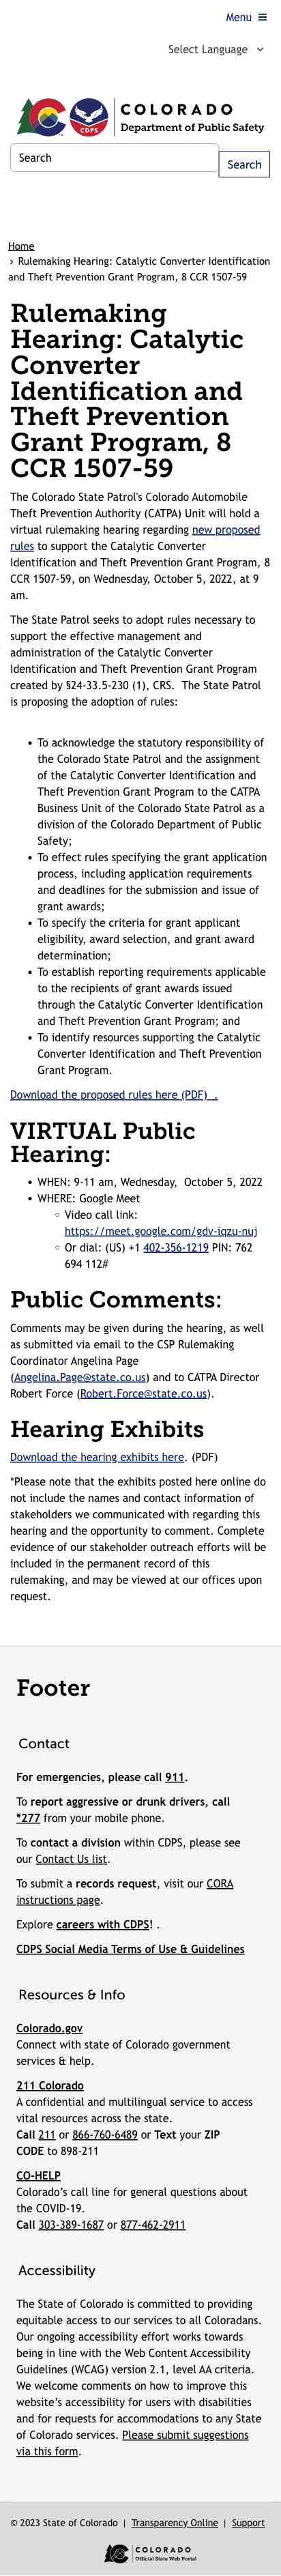 Menu ≡
Select Language
CDPS
COLORADO
Department of Public Safety
Search
Search
Home
› Rulemaking Hearing: Catalytic Converter Identification
and Theft Prevention Grant Program, 8 CCR 1507-59
Rulemaking
Hearing: Catalytic
Converter
Identification and
Theft Prevention
Grant Program, 8
CCR 1507-59
The Colorado State Patrol's Colorado Automobile
Theft Prevention Authority (CATPA) Unit will hold a
virtual rulemaking hearing regarding new proposed
rules to support the Catalytic Converter
Identification and Theft Prevention Grant Program, 8
CCR 1507-59, on Wednesday, October 5, 2022, at 9
am.
The State Patrol seeks to adopt rules necessary to
support the effective management and
administration of the Catalytic Converter
Identification and Theft Prevention Grant Program
created by §24-33.5-230 (1), CRS.  The State Patrol
is proposing the adoption of rules:
• To acknowledge the statutory responsibility of
the Colorado State Patrol and the assignment
of the Catalytic Converter Identification and
Theft Prevention Grant Program to the CATPA
Business Unit of the Colorado State Patrol as a
division of the Colorado Department of Public
Safety;
• To effect rules specifying the grant application
process, including application requirements
and deadlines for the submission and issue of
grant awards;
• To specify the criteria for grant applicant
eligibility, award selection, and grant award
determination;
• To establish reporting requirements applicable
to the recipients of grant awards issued
through the Catalytic Converter Identification
and Theft Prevention Grant Program; and
• To identify resources supporting the Catalytic
Converter Identification and Theft Prevention
Grant Program.
Download the proposed rules here (PDF)  .
VIRTUAL Public
Hearing:
• WHEN: 9-11 am, Wednesday,  October 5, 2022
• WHERE: Google Meet
○ Video call link:
https://meet.google.com/gdv-iqzu-nuj
○ Or dial: (US) +1 402-356-1219 PIN: 762
694 112#
Public Comments:
Comments may be given during the hearing, as well
as submitted via email to the CSP Rulemaking
Coordinator Angelina Page
(Angelina.Page@state.co.us) and to CATPA Director
Robert Force (Robert.Force@state.co.us).
Hearing Exhibits
Download the hearing exhibits here. (PDF)
*Please note that the exhibits posted here online do
not include the names and contact information of
stakeholders we communicated with regarding this
hearing and the opportunity to comment. Complete
evidence of our stakeholder outreach efforts will be
included in the permanent record of this
rulemaking, and may be viewed at our offices upon
request.
Footer
Contact
For emergencies, please call 911.
To report aggressive or drunk drivers, call
*277 from your mobile phone.
To contact a division within CDPS, please see
our Contact Us list.
To submit a records request, visit our CORA
instructions page.
Explore careers with CDPS! .
CDPS Social Media Terms of Use & Guidelines
Resources & Info
Colorado.gov
Connect with state of Colorado government
services & help.
211 Colorado
A confidential and multilingual service to access
vital resources across the state.
Call 211 or 866-760-6489 or Text your ZIP
CODE to 898-211
CO-HELP
Colorado's call line for general questions about
the COVID-19.
Call 303-389-1687 or 877-462-2911
Accessibility
The State of Colorado is committed to providing
equitable access to our services to all Coloradans.
Our ongoing accessibility effort works towards
being in line with the Web Content Accessibility
Guidelines (WCAG) version 2.1, level AA criteria.
We welcome comments on how to improve this
website's accessibility for users with disabilities
and for requests for accommodations to any State
of Colorado services. Please submit suggestions
via this form.
© 2023 State of Colorado | Transparency Online | Support
COLORADO
Official State Web Portal